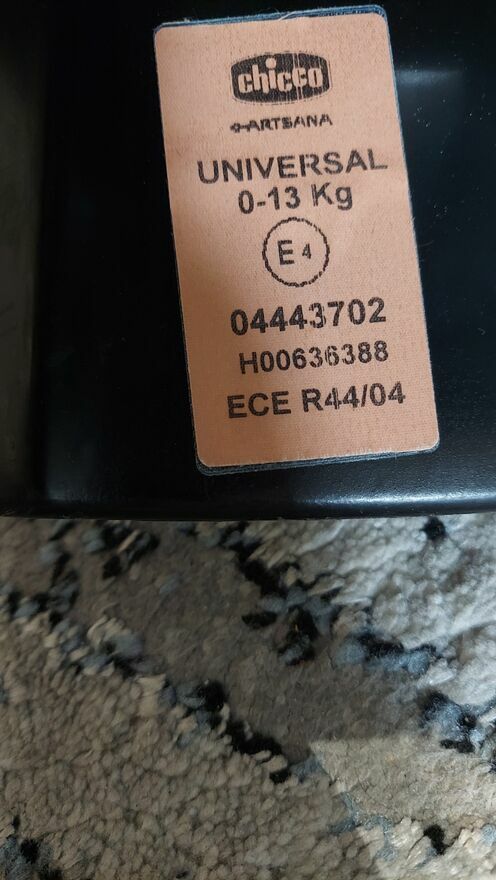 chicco
ARTSANA
UNIVERSAL
0-13 Kg
E4
04443702
H00636388
ECE R44/04